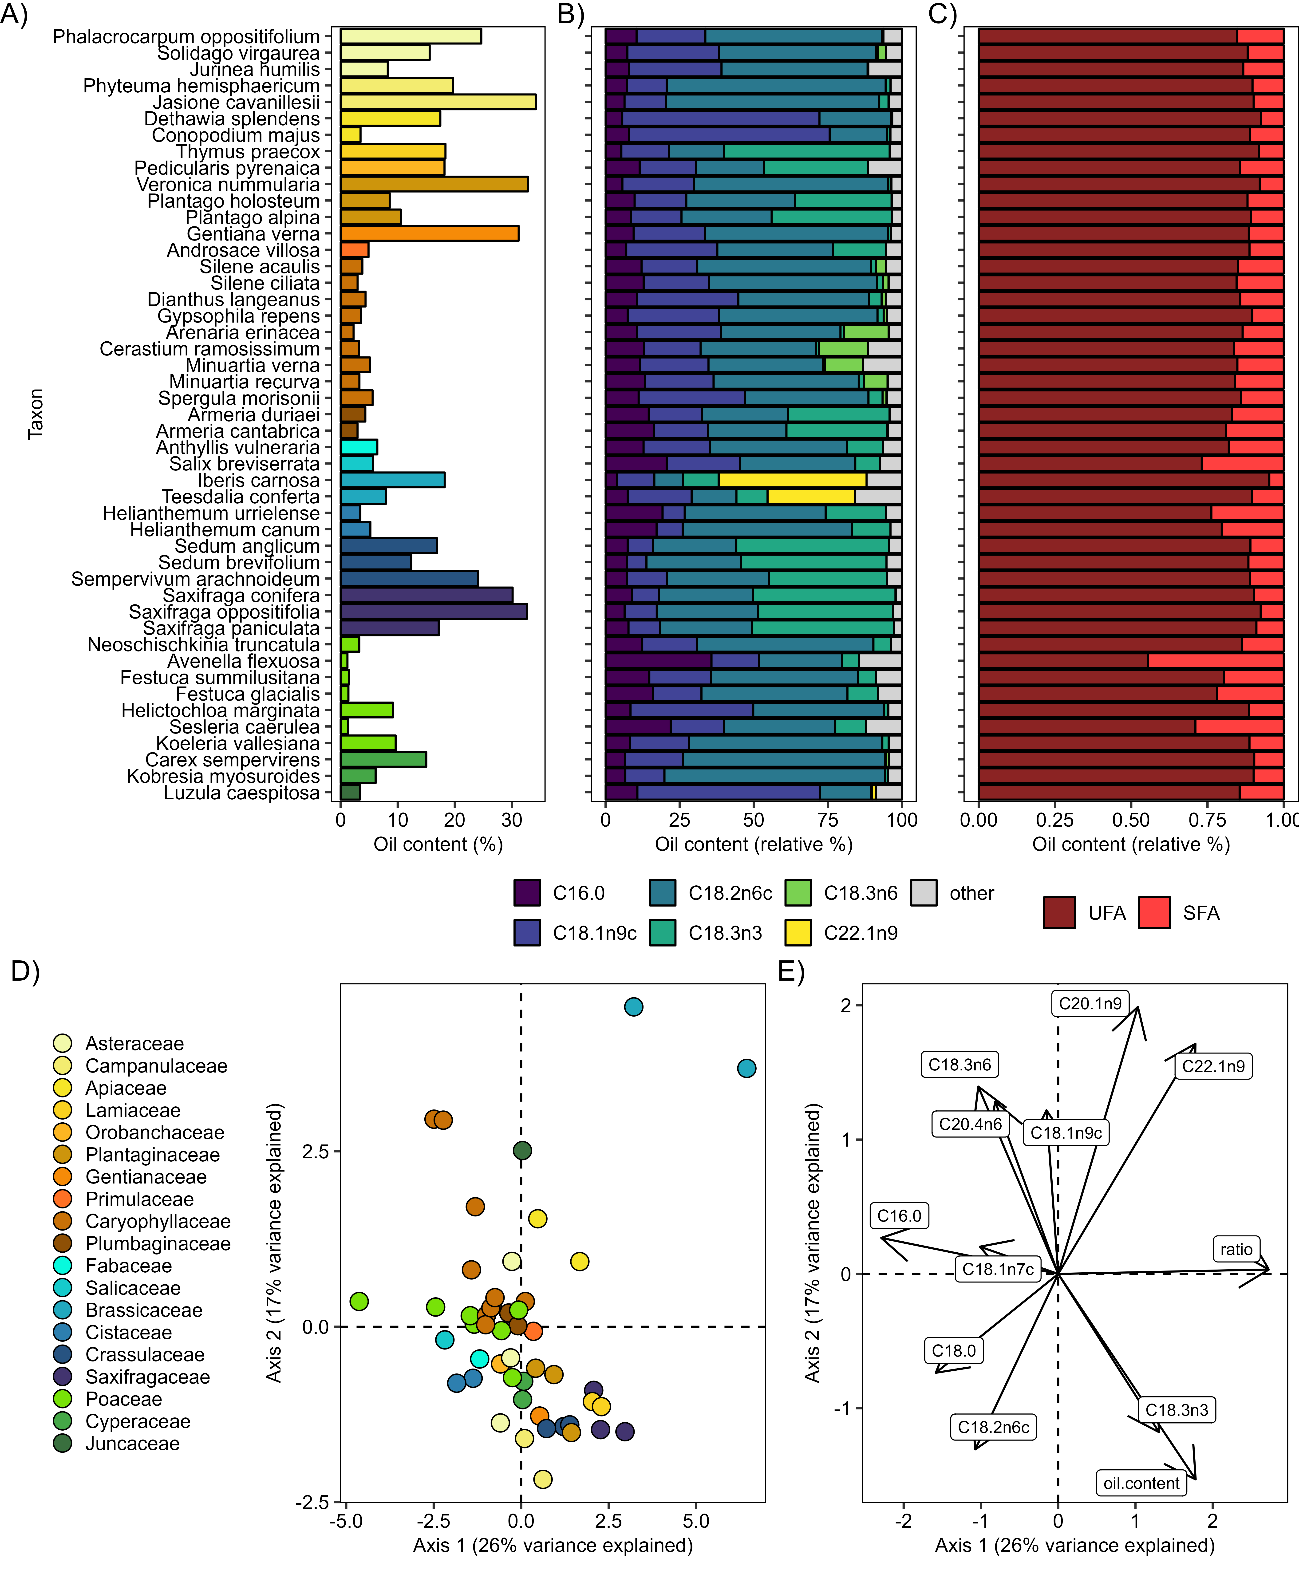 A)
B)
C)
Taxon
Phalacrocarpum oppositifolium
Solidago virgaurea
Jurinea humilis
Phyteuma hemisphaericum
Jasione cavanillesii
Dethawia splendens
Conopodium majus
Thymus praecox
Pedicularis pyrenaica
Veronica nummularia
Plantago holosteum
Plantago alpina
Gentiana verna
Androsace villosa
Silene acaulis
Silene ciliata
Dianthus langeanus
Gypsophila repens
Arenaria erinacea
Cerastium ramosissimum
Minuartia verna
Minuartia recurva
Spergula morisonii
Armeria duriaei
Armeria cantabrica
Anthyllis vulneraria
Salix breviserrata
Iberis carnosa
Teesdalia conferta
Helianthemum urrielense
Helianthemum canum
Sedum anglicum
Sedum brevifolium
Sempervivum arachnoideum
Saxifraga conifera
Saxifraga oppositifolia
Saxifraga paniculata
Neoschischkinia truncatula
Avenella flexuosa
Festuca summilusitana
Festuca glacialis
Helictochloa marginata
Sesleria caerulea
Koeleria vallesiana
Carex sempervirens
Kobresia myosuroides
Luzula caespitosa
0 10 20 30
Oil content (%)
0 25 50 75 100
Oil content (relative %)
0.00 0.25 0.50 0.75 1.00
Oil content (relative %)
C16.0 C18.2n6c C18.3n6 other
C18.1n9c C18.3n3 C22.1n9
UFA SFA
D)
Asteraceae
Campanulaceae
Apiaceae
Lamiaceae
Orobanchaceae
Plantaginaceae
Gentianaceae
Primulaceae
Caryophyllaceae
Plumbaginaceae
Fabaceae
Salicaceae
Brassicaceae
Cistaceae
Crassulaceae
Saxifragaceae
Poaceae
Cyperaceae
Juncaceae
Axis 2 (17% variance explained)
2.5
0.0
-2.5
-5.0 -2.5 0.0 2.5 5.0
Axis 1 (26% variance explained)
E)
Axis 2 (17% variance explained)
2
1
0
-1
C20.1n9
C22.1n9
C18.3n6
C20.4n6
C18.1n9c
C16.0
ratio
C18.1n7c
C18.0
C18.3n3
C18.2n6c
oil.content
-2 -1 0 1 2
Axis 1 (26% variance explained)